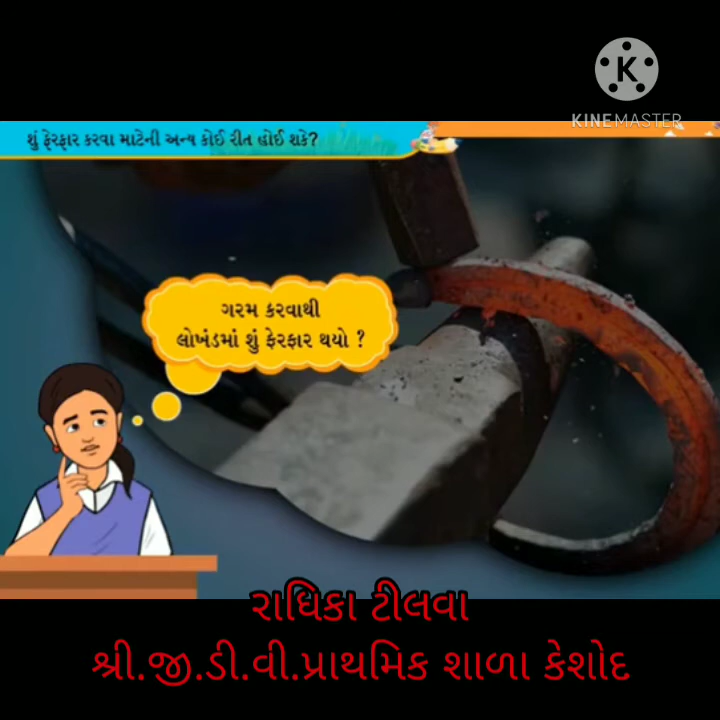 KINEMASTER
શું ફેરફાર કરવા માટેની અન્ય કોઈ રીત હોઈ શકે?
ગરમ કરવાથી
લોખંડમાં શું ફેરફાર થયો ?
રાધિકા ટીલવા
શ્રી.જી.ડી.વી.પ્રાથમિક શાળા કેશોદ